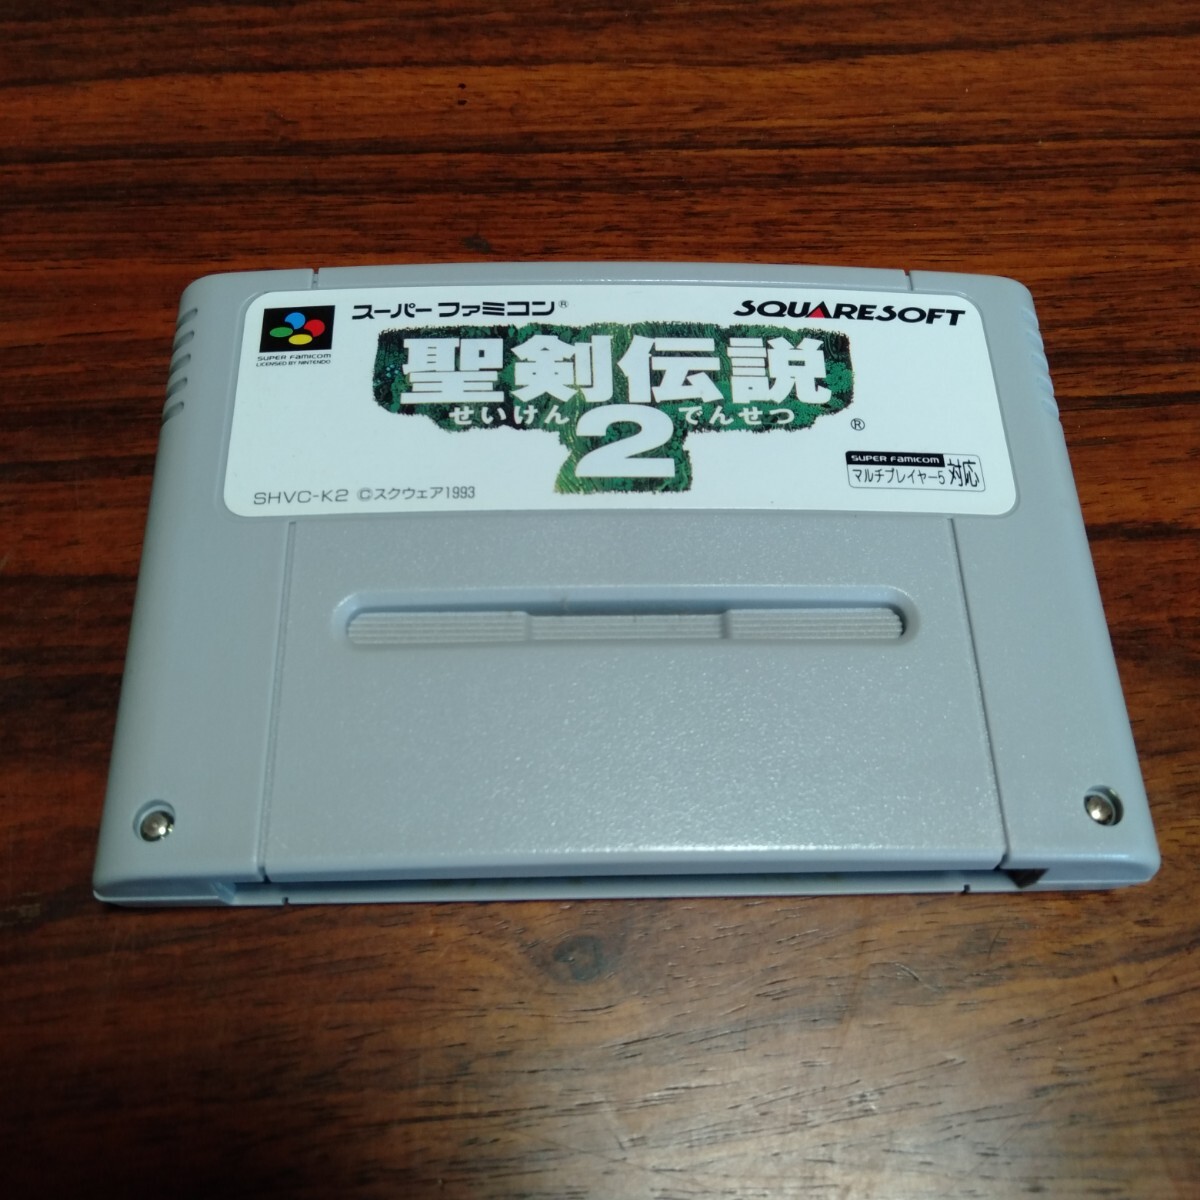 スーパーファミコン®
SQUARESOFT
SUPER FAMICOM
LICENSED BY NINTENDO
聖剣伝説
せいけん でんせつ
2
®
SUPER FAMICOM
マルチプレイヤー5 対応
SHVC-K2 ©スクウェア1993